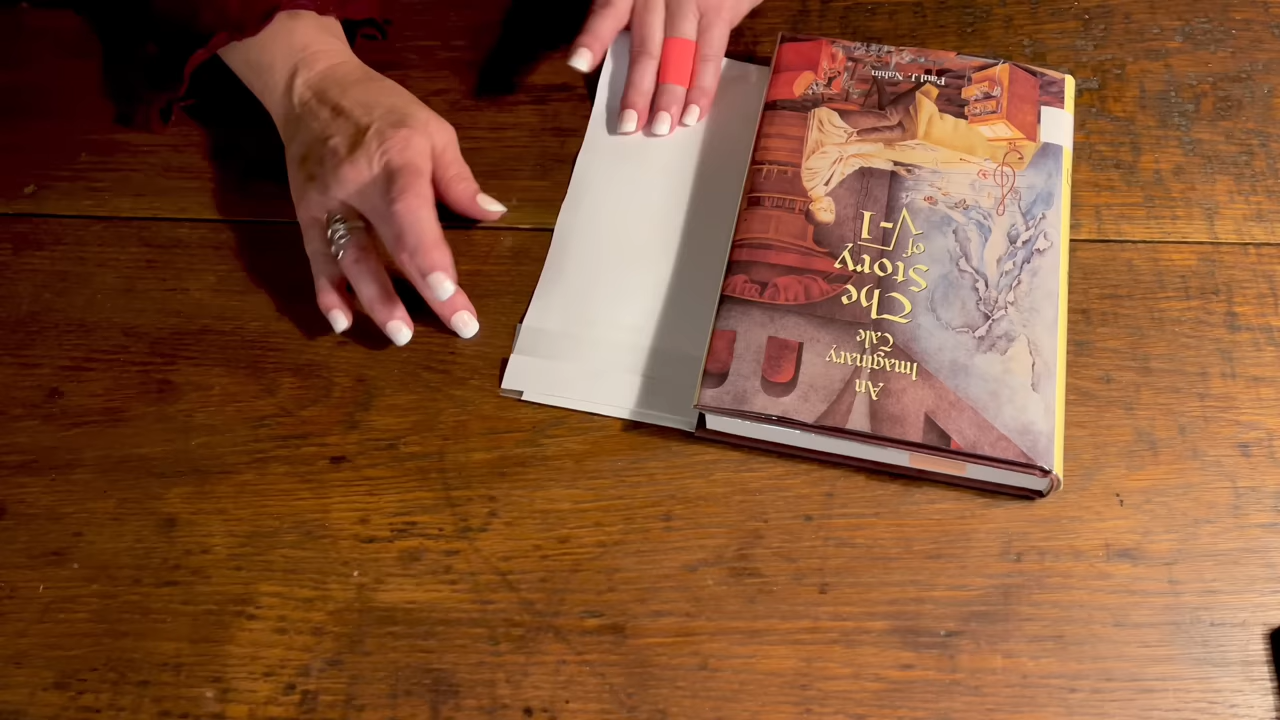 An
Imaginary
Tale
The
Story
of
√-1
Paul J. Nahin